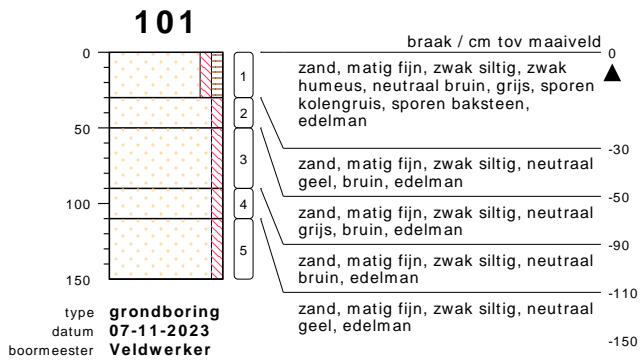 101
braak / cm tov maaiveld
0
0
50
100
150
1
2
3
4
5
zand, matig fijn, zwak siltig, zwak
humeus, neutraal bruin, grijs, sporen
kolengruis, sporen baksteen,
edelman
-30
zand, matig fijn, zwak siltig, neutraal
geel, bruin, edelman
-50
zand, matig fijn, zwak siltig, neutraal
grijs, bruin, edelman
-90
zand, matig fijn, zwak siltig, neutraal
bruin, edelman
-110
zand, matig fijn, zwak siltig, neutraal
geel, edelman
-150
type grondboring
datum 07-11-2023
boormeester Veldwerker